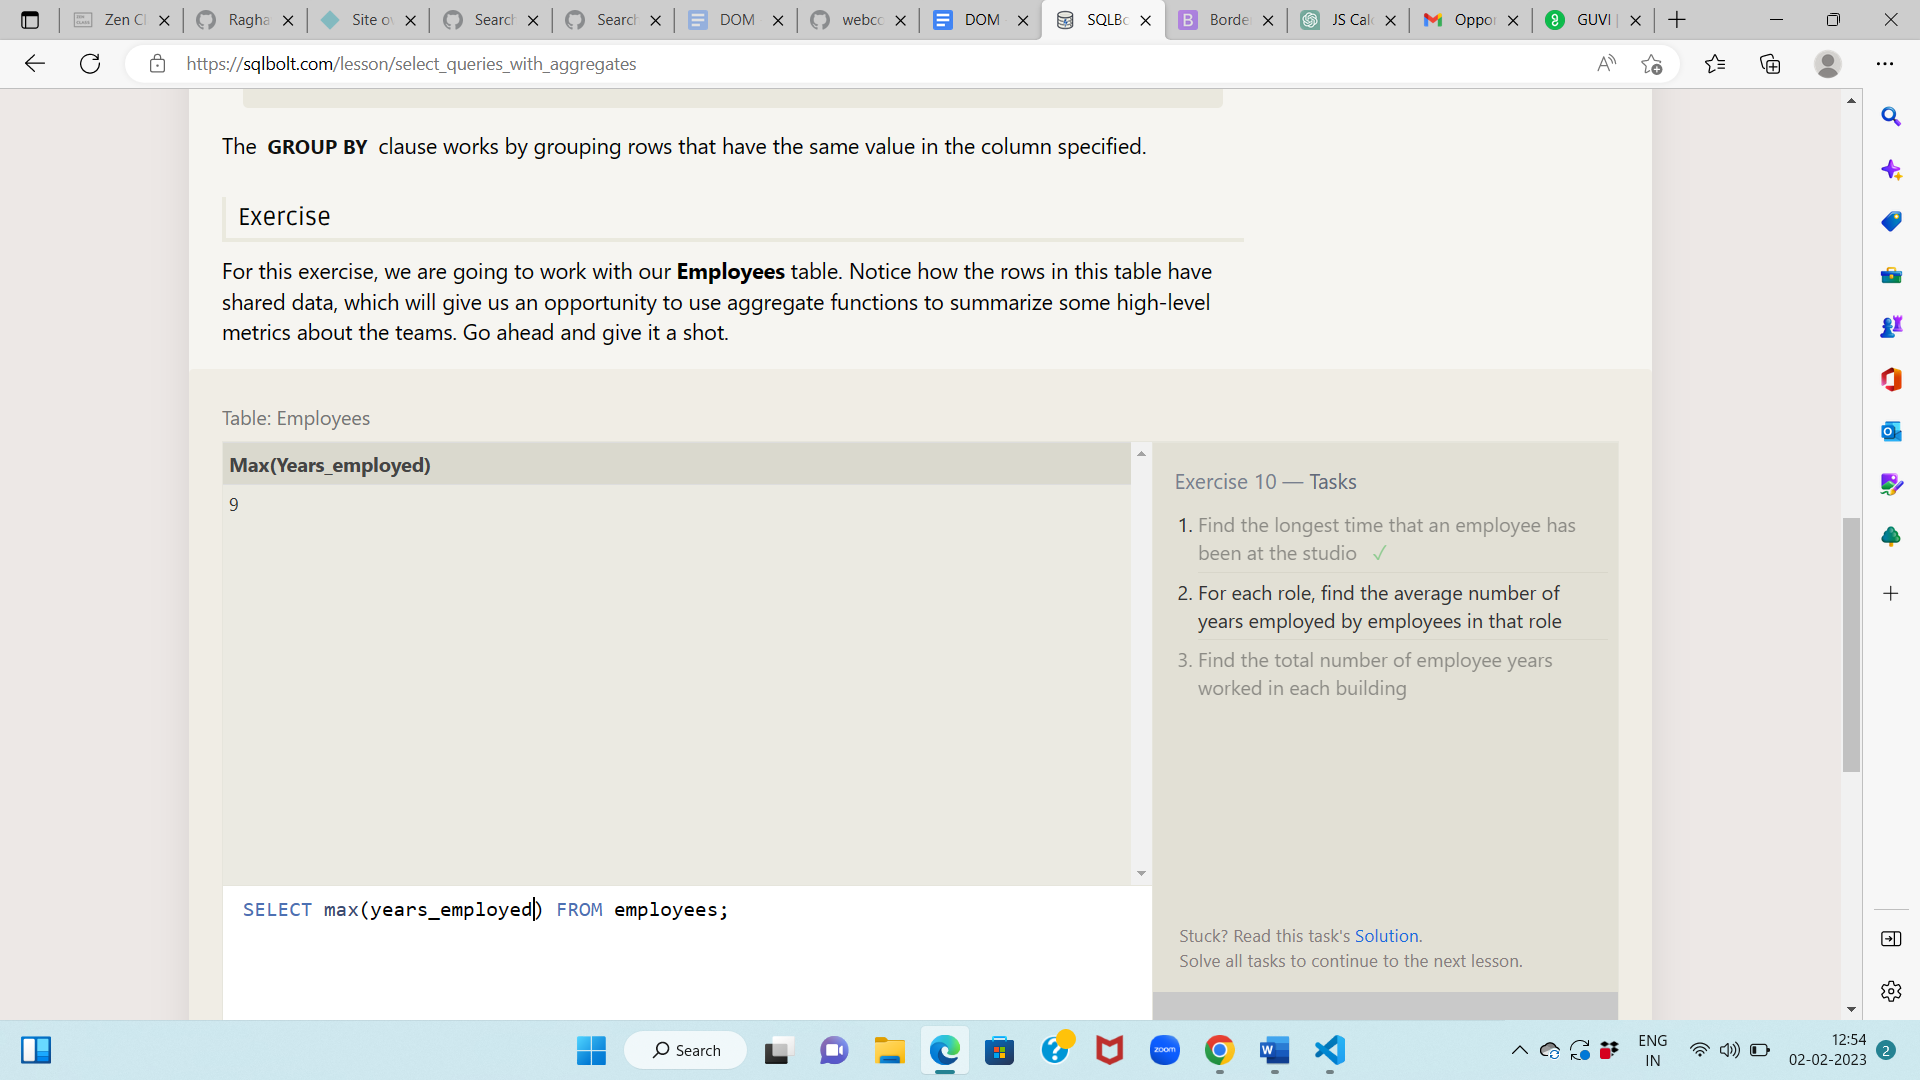 Zen Cl
Ragha
Site ov
Search
Search
DOM
webco
DOM
SQLBo
Border
JS Calc
Oppor
GUVI |
https://sqlbolt.com/lesson/select_queries_with_aggregates
The GROUP BY clause works by grouping rows that have the same value in the column specified.
Exercise
For this exercise, we are going to work with our Employees table. Notice how the rows in this table have
shared data, which will give us an opportunity to use aggregate functions to summarize some high-level
metrics about the teams. Go ahead and give it a shot.
Table: Employees
Max(Years_employed)
9
Exercise 10 — Tasks
1. Find the longest time that an employee has
been at the studio ✓
2. For each role, find the average number of
years employed by employees in that role
3. Find the total number of employee years
worked in each building
SELECT max(years_employed) FROM employees;
Stuck? Read this task's Solution.
Solve all tasks to continue to the next lesson.
Search
zoom
ENG
IN
12:54
02-02-2023
2